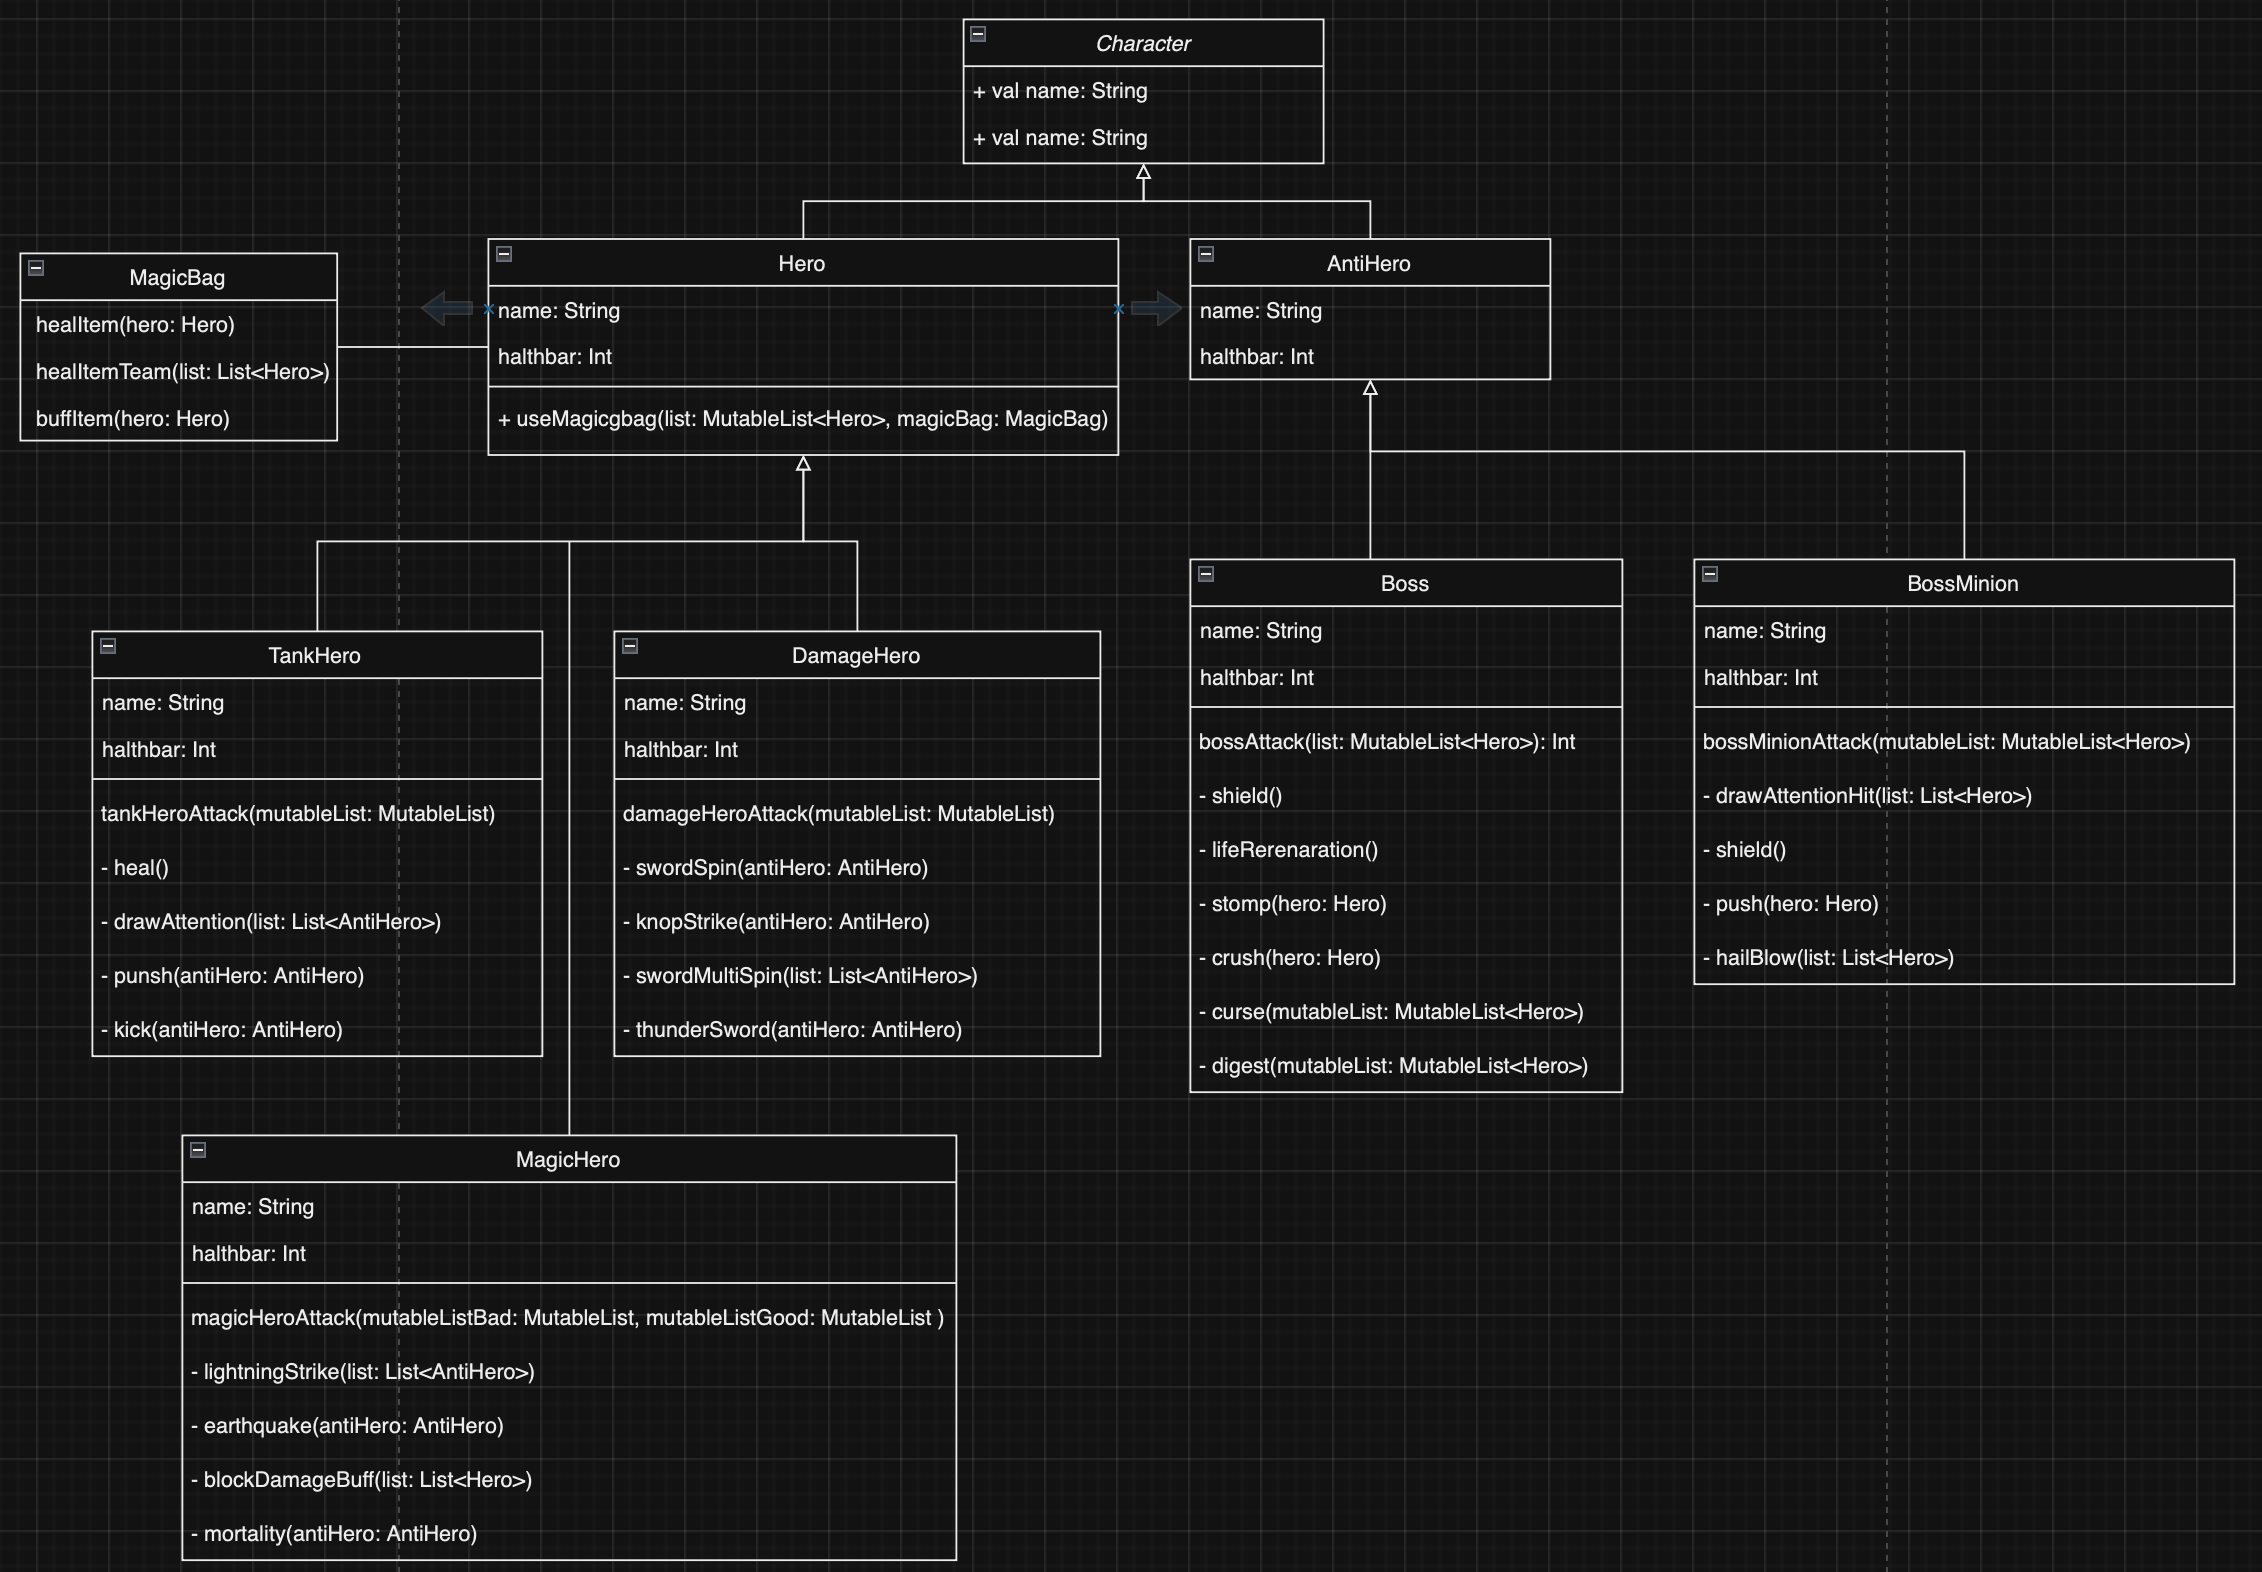 Character
+ val name: String
+ val name: String
MagicBag
healItem(hero: Hero)
healItemTeam(list: List<Hero>)
buffItem(hero: Hero)
Hero
name: String
halthbar: Int
+ useMagicgbag(list: MutableList<Hero>, magicBag: MagicBag)
AntiHero
name: String
halthbar: Int
TankHero
name: String
halthbar: Int
tankHeroAttack(mutableList: MutableList)
- heal()
- drawAttention(list: List<AntiHero>)
- punsh(antiHero: AntiHero)
- kick(antiHero: AntiHero)
DamageHero
name: String
halthbar: Int
damageHeroAttack(mutableList: MutableList)
- swordSpin(antiHero: AntiHero)
- knopStrike(antiHero: AntiHero)
- swordMultiSpin(list: List<AntiHero>)
- thunderSword(antiHero: AntiHero)
Boss
name: String
halthbar: Int
bossAttack(list: MutableList<Hero>): Int
- shield()
- lifeRerenaration()
- stomp(hero: Hero)
- crush(hero: Hero)
- curse(mutableList: MutableList<Hero>)
- digest(mutableList: MutableList<Hero>)
BossMinion
name: String
halthbar: Int
bossMinionAttack(mutableList: MutableList<Hero>)
- drawAttentionHit(list: List<Hero>)
- shield()
- push(hero: Hero)
- hailBlow(list: List<Hero>)
MagicHero
name: String
halthbar: Int
magicHeroAttack(mutableListBad: MutableList, mutableListGood: MutableList )
- lightningStrike(list: List<AntiHero>)
- earthquake(antiHero: AntiHero)
- blockDamageBuff(list: List<Hero>)
- mortality(antiHero: AntiHero)